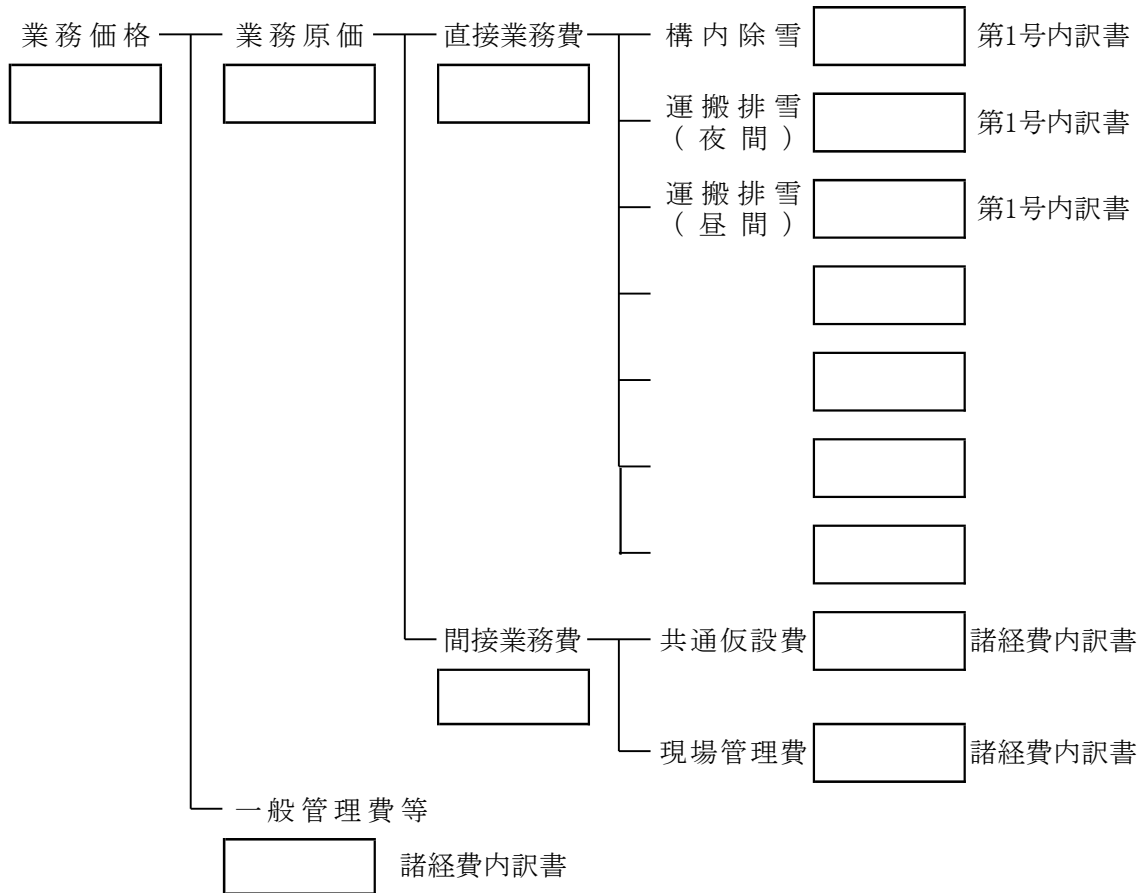 業務価格 業務原価 直接業務費 構内除雪 第1号内訳書
運搬排雪
(夜間) 第1号内訳書
運搬排雪
(昼間) 第1号内訳書
間接業務費 共通仮設費 諸経費内訳書
現場管理費 諸経費内訳書
一般管理費等
諸経費内訳書